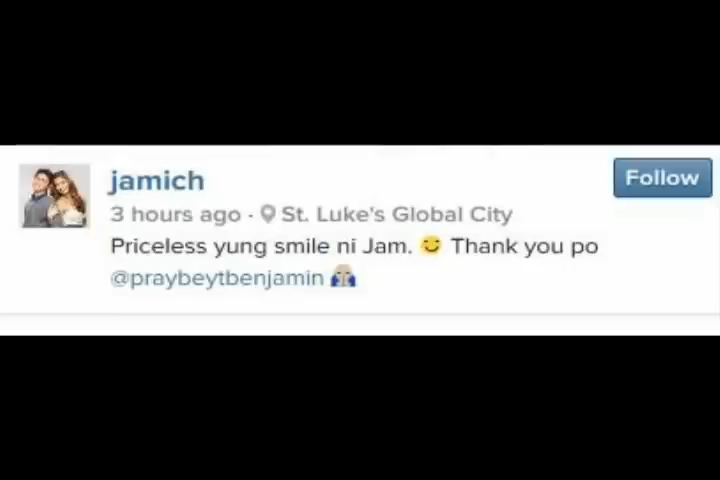 jamich
Follow
3 hours ago · St. Luke's Global City
Priceless yung smile ni Jam. 😉 Thank you po
@praybeytbenjamin 🙏